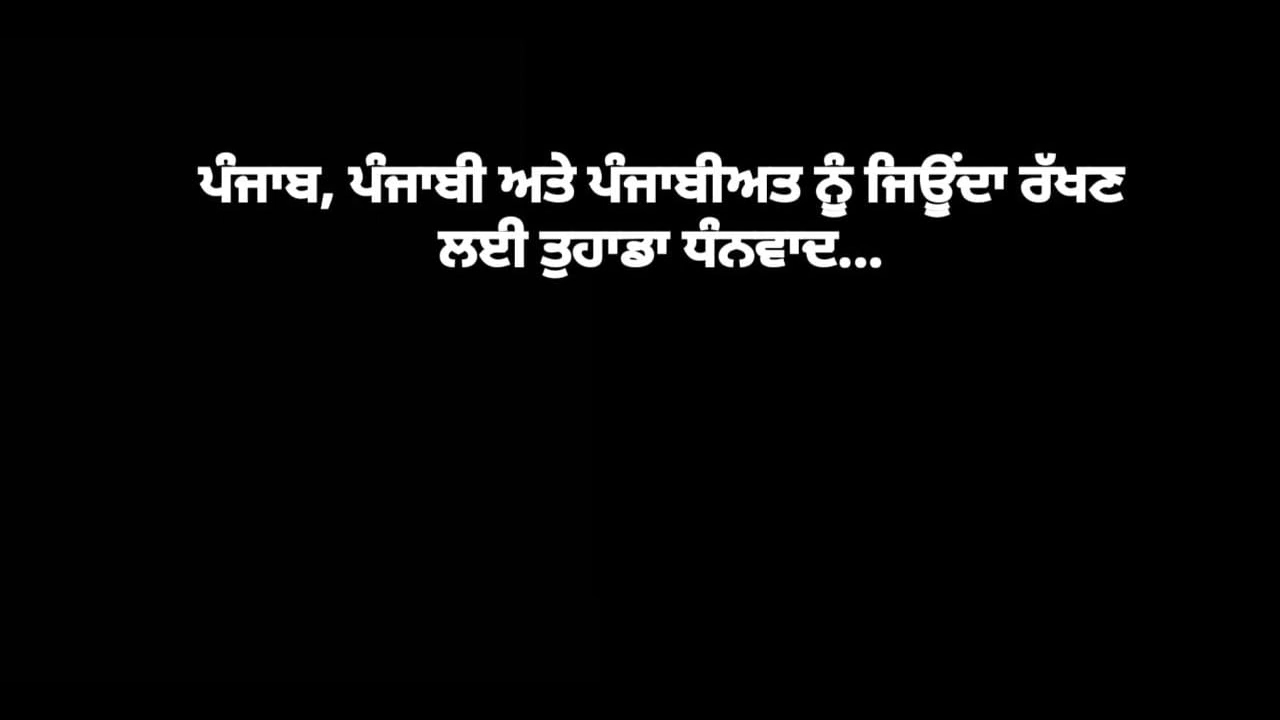 ਪੰਜਾਬ, ਪੰਜਾਬੀ ਅਤੇ ਪੰਜਾਬੀਅਤ ਨੂੰ ਜਿਊਂਦਾ ਰੱਖਣ
ਲਈ ਤੁਹਾਡਾ ਧੰਨਵਾਦ...